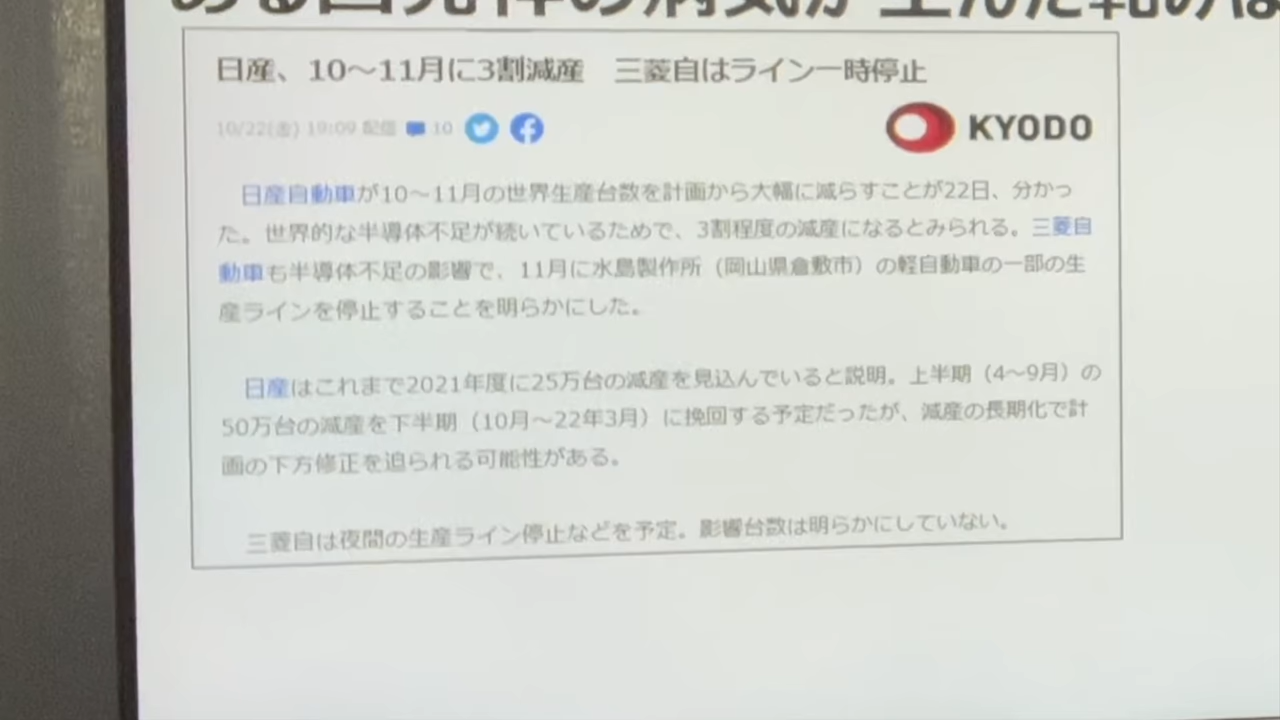 日産、10～11月に3割減産　三菱自はライン一時停止
10/22(金) 19:09 配信 10
KYODO
日産自動車が10～11月の世界生産台数を計画から大幅に減らすことが22日、分かっ
た。世界的な半導体不足が続いているためで、3割程度の減産になるとみられる。三菱自
動車も半導体不足の影響で、11月に水島製作所（岡山県倉敷市）の軽自動車の一部の生
産ラインを停止することを明らかにした。
日産はこれまで2021年度に25万台の減産を見込んでいると説明。上半期（4～9月）の
50万台の減産を下半期（10月～22年3月）に挽回する予定だったが、減産の長期化で計
画の下方修正を迫られる可能性がある。
三菱自は夜間の生産ライン停止などを予定。影響台数は明らかにしていない。